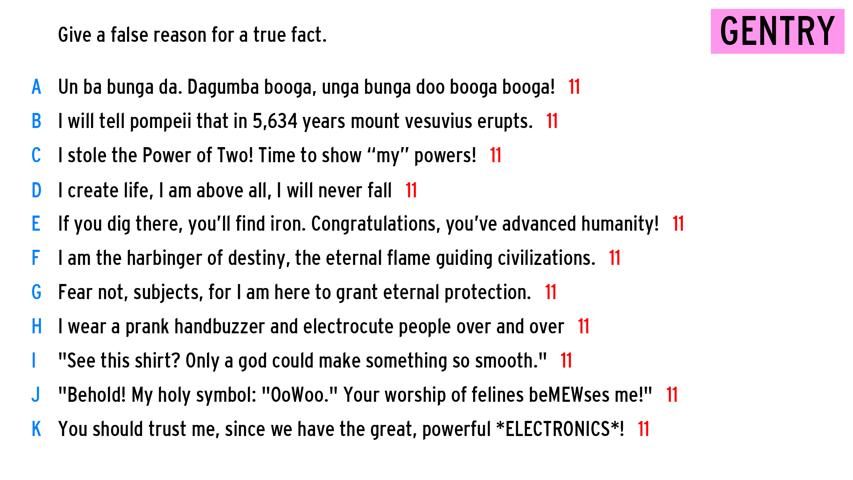 Give a false reason for a true fact.
GENTRY
A Un ba bunga da. Dagumba booga, unga bunga doo booga booga! 11
B I will tell pompeii that in 5,634 years mount vesuvius erupts. 11
C I stole the Power of Two! Time to show “my” powers! 11
D I create life, I am above all, I will never fall 11
E If you dig there, you’ll find iron. Congratulations, you’ve advanced humanity! 11
F I am the harbinger of destiny, the eternal flame guiding civilizations. 11
G Fear not, subjects, for I am here to grant eternal protection. 11
H I wear a prank handbuzzer and electrocute people over and over 11
I "See this shirt? Only a god could make something so smooth." 11
J "Behold! My holy symbol: "OoWoo." Your worship of felines beMEWses me!" 11
K You should trust me, since we have the great, powerful *ELECTRONICS*! 11